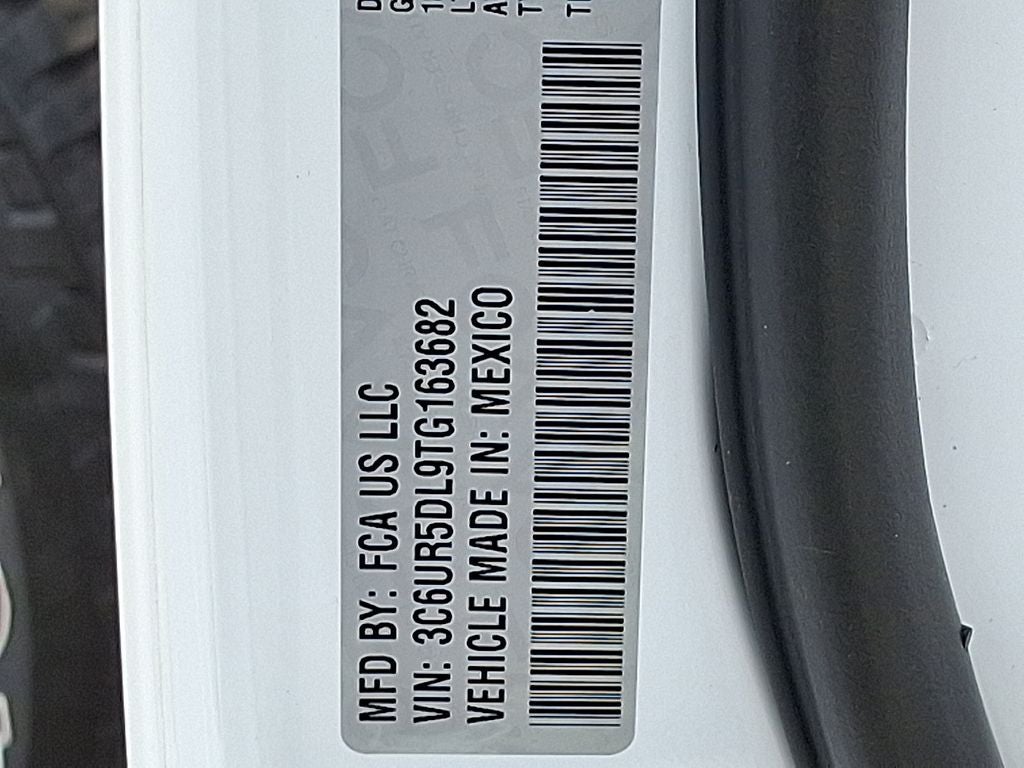 MFD BY: FCA US LLC
VIN: 3C6UR5DL9TG163682
VEHICLE MADE IN: MEXICO